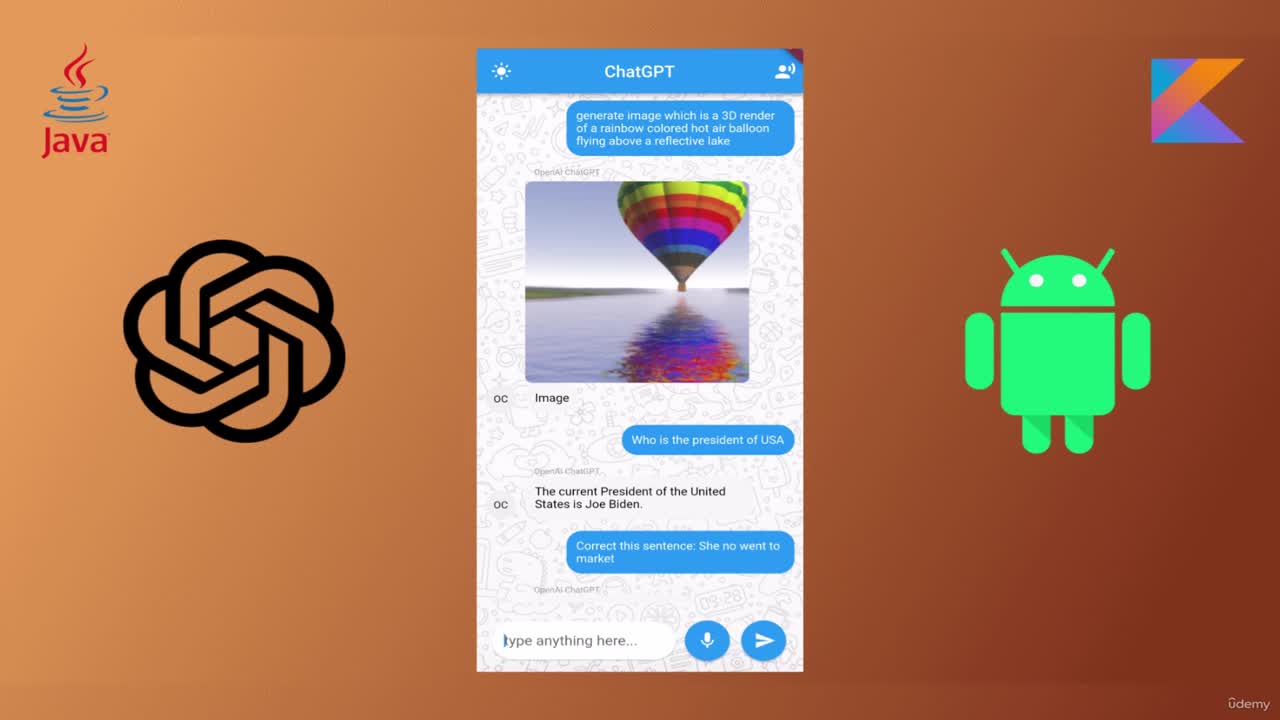 Java
ChatGPT
generate image which is a 3D render
of a rainbow colored hot air balloon
flying above a reflective lake
OpenAI ChatGPT
OC
Image
Who is the president of USA
OpenAI ChatGPT
The current President of the United
States is Joe Biden.
OC
Correct this sentence: She no went to
market
OpenAI ChatGPT
03:28
type anything here...
ûdemy